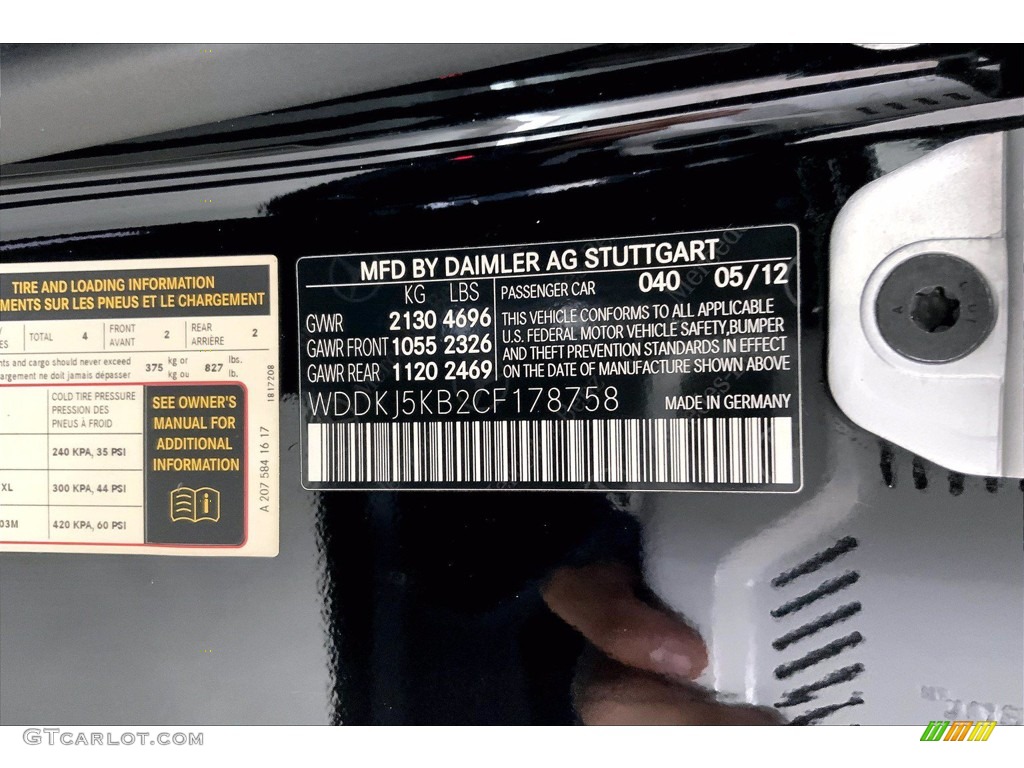 TIRE AND LOADING INFORMATION
MENTS SUR LES PNEUS ET LE CHARGEMENT
TOTAL 4 FRONT AVANT 2 REAR ARRIÈRE 2
nts and cargo should never exceed 375 kg or 827 lbs.
argement ne doit jamais dépasser kg ou lb.
COLD TIRE PRESSURE
PRESSION DES
PNEUS À FROID
240 KPA, 35 PSI
XL 300 KPA, 44 PSI
03M 420 KPA, 60 PSI
SEE OWNER'S
MANUAL FOR
ADDITIONAL
INFORMATION
1817208
A 207 584 16 17
MFD BY DAIMLER AG STUTTGART
KG LBS
GVWR 2130 4696
GAWR FRONT 1055 2326
GAWR REAR 1120 2469
PASSENGER CAR 040 05/12
THIS VEHICLE CONFORMS TO ALL APPLICABLE
U.S. FEDERAL MOTOR VEHICLE SAFETY,BUMPER
AND THEFT PREVENTION STANDARDS IN EFFECT
ON THE DATE OF MANUFACTURE SHOWN ABOVE
WDDKJ5KB2CF178758 MADE IN GERMANY
GTCarlot.com